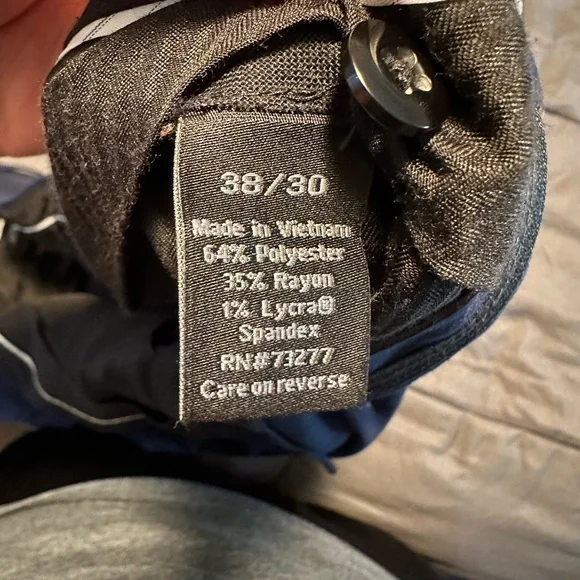 38/30
Made in Vietnam
64% Polyester
35% Rayon
1% Lycra®
Spandex
RN#73277
Care on reverse